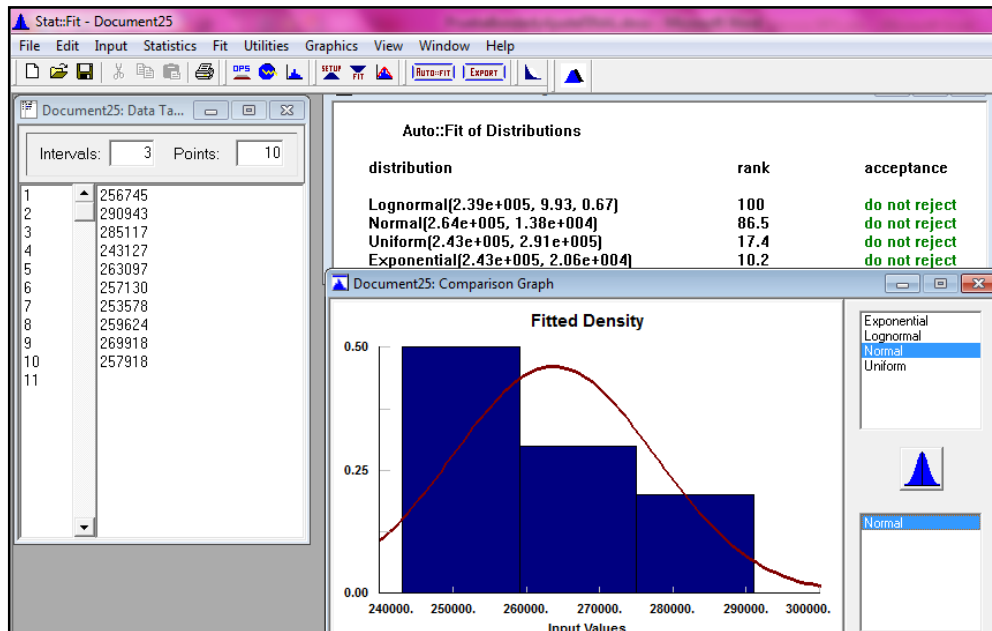 Stat::Fit - Document25
File Edit Input Statistics Fit Utilities Graphics View Window Help
OPS SETUP FIT AUTO::FIT EXPORT
Document25: Data Ta...
Intervals: 3 Points: 10
1 256745
2 290943
3 285117
4 243127
5 263097
6 257130
7 253578
8 259624
9 269918
10 257918
11
Auto::Fit of Distributions
distribution rank acceptance
Lognormal(2.39e+005, 9.93, 0.67) 100 do not reject
Normal(2.64e+005, 1.38e+004) 86.5 do not reject
Uniform(2.43e+005, 2.91e+005) 17.4 do not reject
Exponential(2.43e+005, 2.06e+004) 10.2 do not reject
Document25: Comparison Graph
Fitted Density
0.50
0.25
0.00
240000. 250000. 260000. 270000. 280000. 290000. 300000.
Input Values
Exponential
Lognormal
Normal
Uniform
Normal